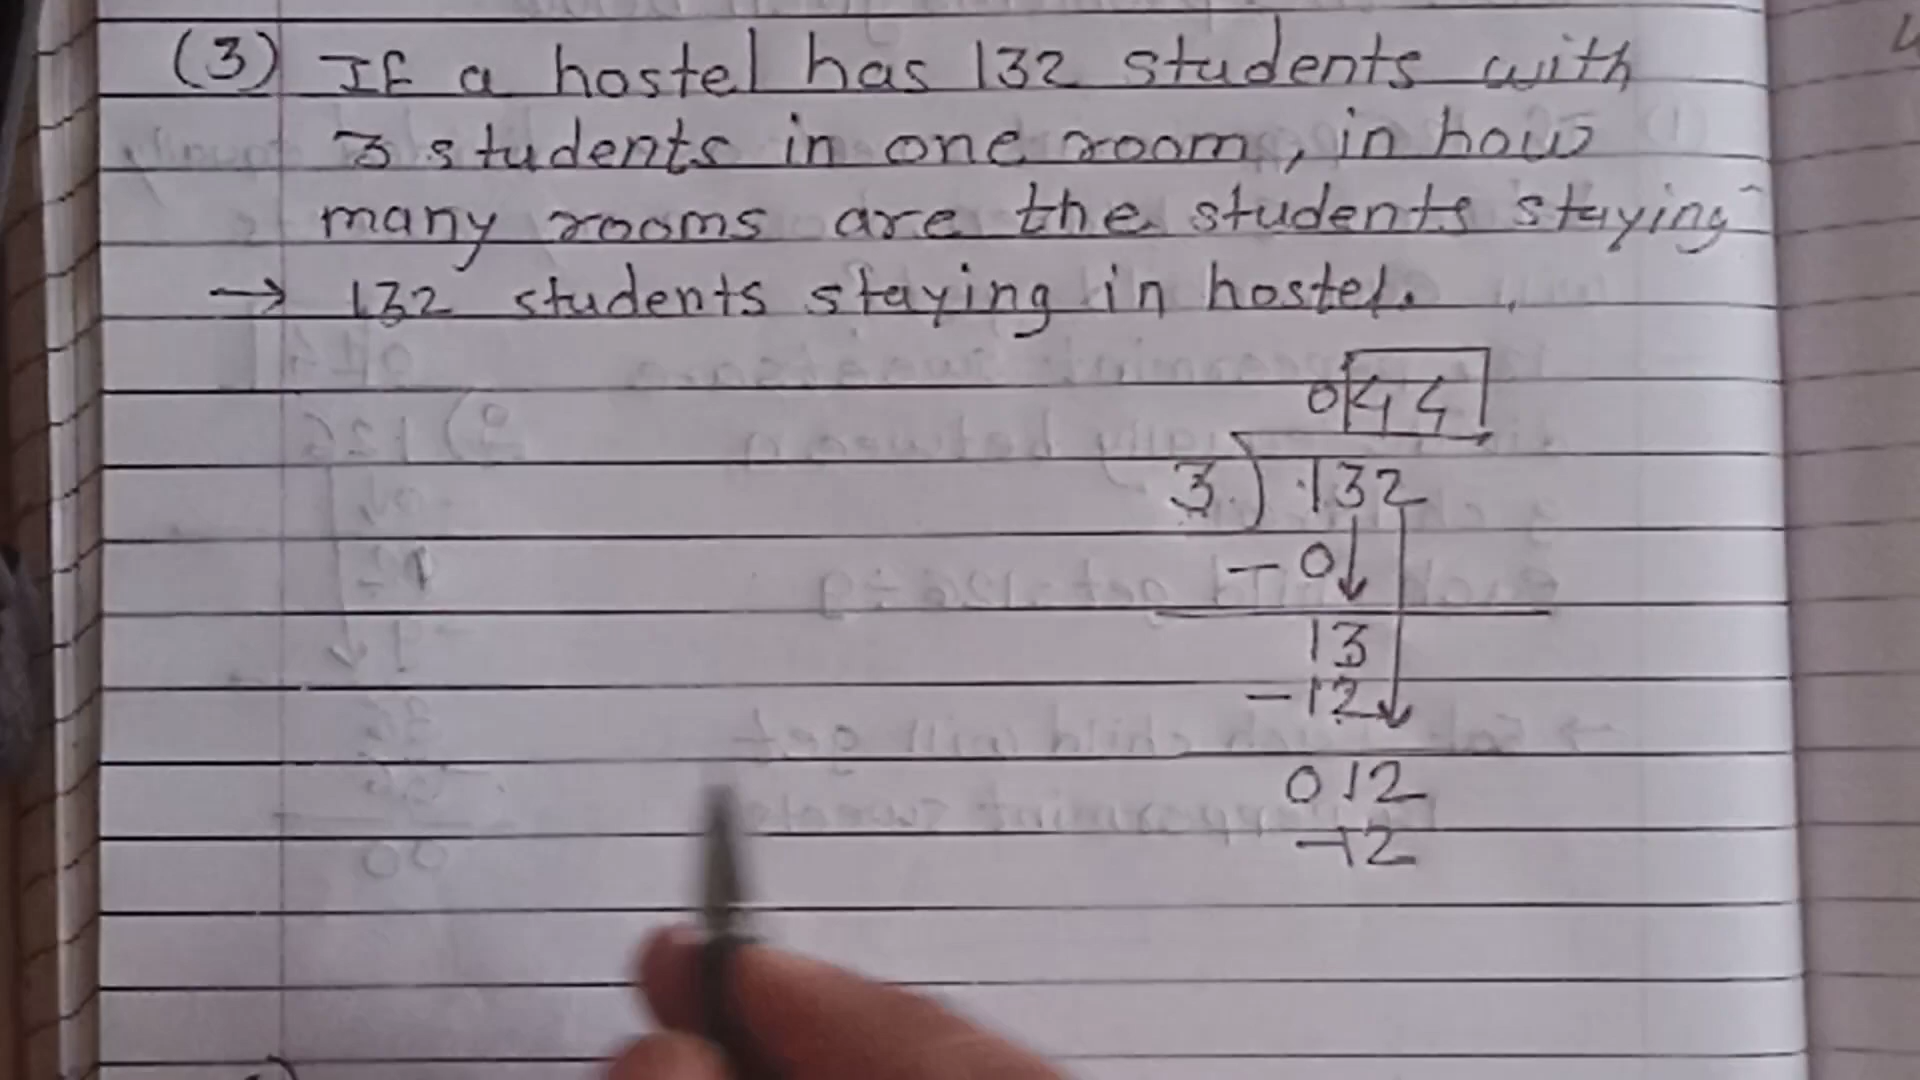 (3) If a hostel has 132 students with
3 students in one room, in how
many rooms are the students staying
→ 132 students staying in hostel.
044
3)132
-0
13
-12
012
-12